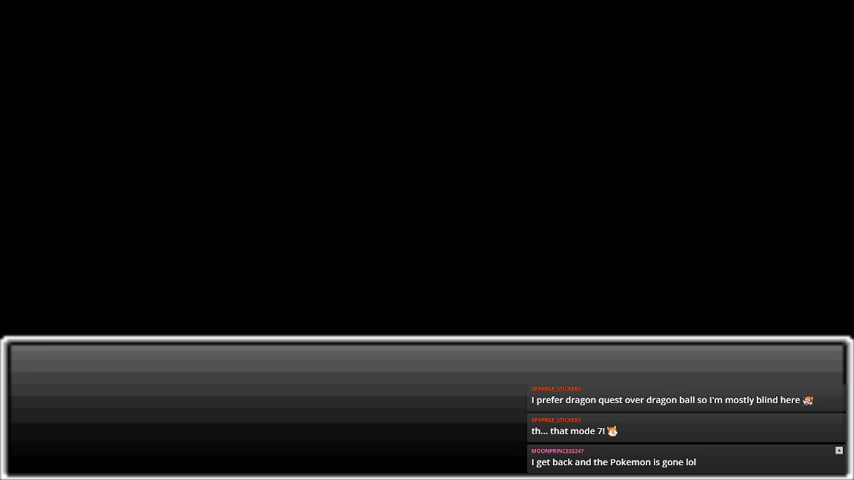 SPARKLE_STICKERS
I prefer dragon quest over dragon ball so I'm mostly blind here
SPARKLE_STICKERS
th... that mode 7!
MOONPRINCESS247
I get back and the Pokemon is gone lol